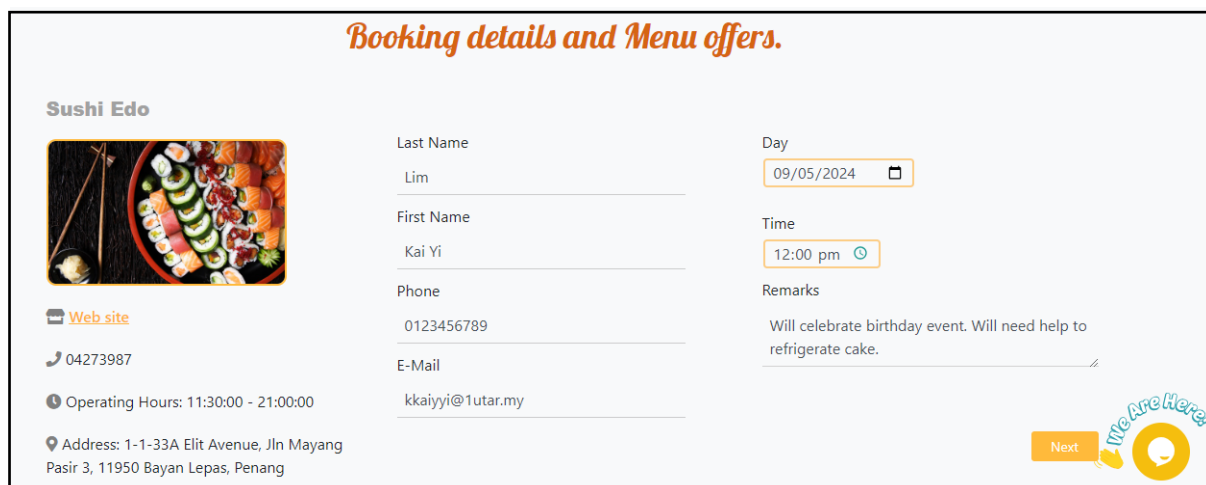 Booking details and Menu offers.
Sushi Edo
Web site
04273987
Operating Hours: 11:30:00 - 21:00:00
Address: 1-1-33A Elit Avenue, Jln Mayang
Pasir 3, 11950 Bayan Lepas, Penang
Last Name
Lim
First Name
Kai Yi
Phone
0123456789
E-Mail
kkaiyyi@1utar.my
Day
09/05/2024
Time
12:00 pm
Remarks
Will celebrate birthday event. Will need help to
refrigerate cake.
Next
We Are Here!